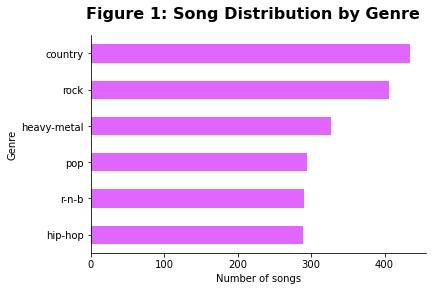 Figure 1: Song Distribution by Genre
country
rock
heavy-metal
pop
r-n-b
hip-hop
Genre
0 100 200 300 400
Number of songs